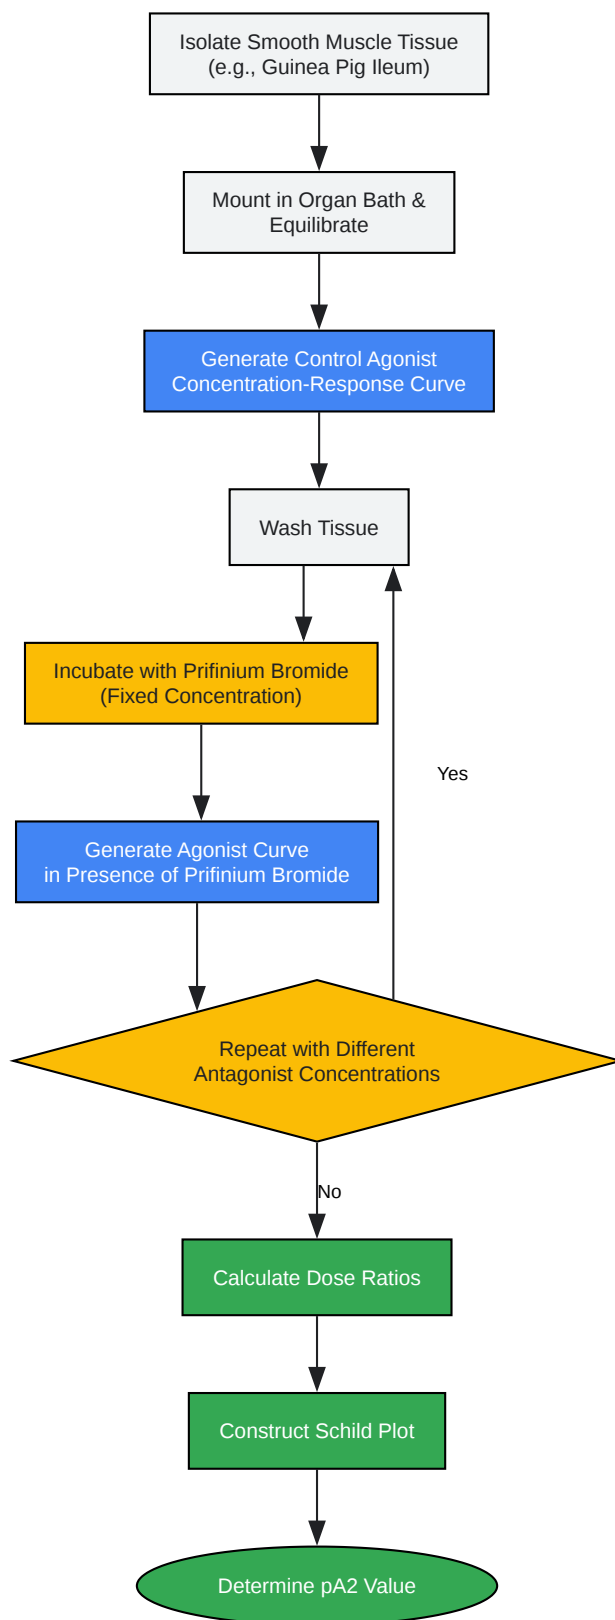 Isolate Smooth Muscle Tissue
(e.g., Guinea Pig Ileum)
Mount in Organ Bath &
Equilibrate
Generate Control Agonist
Concentration-Response Curve
Wash Tissue
Incubate with Prifinium Bromide
(Fixed Concentration)
Yes
Generate Agonist Curve
in Presence of Prifinium Bromide
Repeat with Different
Antagonist Concentrations
No
Calculate Dose Ratios
Construct Schild Plot
Determine pA2 Value